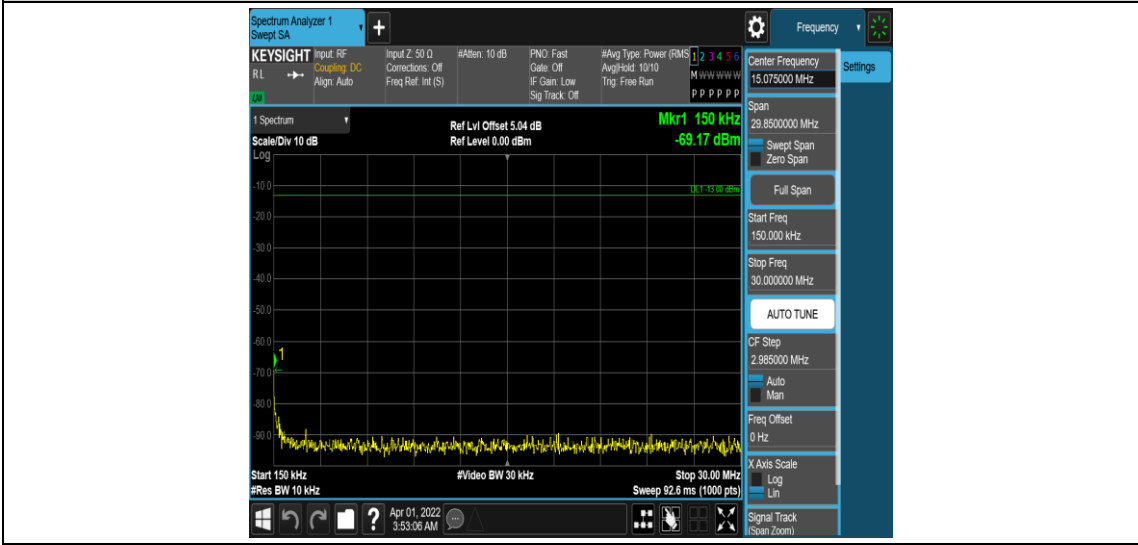 Spectrum Analyzer 1
Swept SA
+
Frequency
KEYSIGHT
RL
LXI
Input: RF
Coupling: DC
Align: Auto
Input Z: 50 Ω
Corrections: Off
Freq Ref: Int (S)
#Atten: 10 dB
PNO: Fast
Gate: Off
IF Gain: Low
Sig Track: Off
#Avg Type: Power (RMS
Avg|Hold: 10/10
Trig: Free Run
1 2 3 4 5 6
M W W W W W
P P P P P P
Center Frequency
15.075000 MHz
Settings
Span
29.8500000 MHz
Swept Span
Zero Span
Full Span
Start Freq
150.000 kHz
Stop Freq
30.000000 MHz
AUTO TUNE
CF Step
2.985000 MHz
Auto
Man
Freq Offset
0 Hz
X Axis Scale
Log
Lin
Signal Track
(Span Zoom)
1 Spectrum
Scale/Div 10 dB
Log
Ref Lvl Offset 5.04 dB
Ref Level 0.00 dBm
Mkr1 150 kHz
-69.17 dBm
DL1 -13.00 dBm
-10.0
-20.0
-30.0
-40.0
-50.0
-60.0
1
-70.0
-80.0
-90.0
Start 150 kHz
#Video BW 30 kHz
Stop 30.00 MHz
#Res BW 10 kHz
Sweep 92.6 ms (1000 pts)
?
Apr 01, 2022
3:53:06 AM